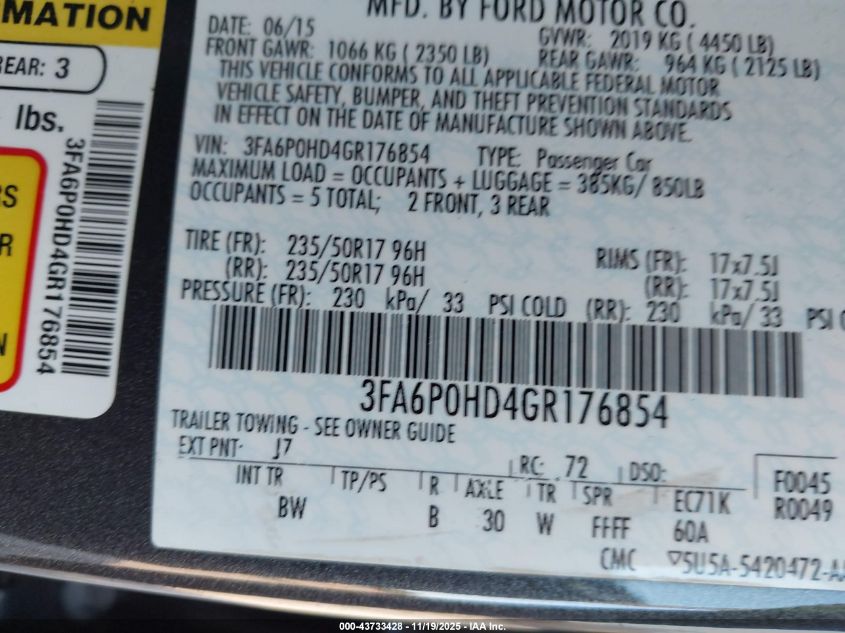 MATION
REAR: 3
lbs.
3FA6P0HD4GR176854
RS
R
N
MFD. BY FORD MOTOR CO.
DATE: 06/15 GVWR: 2019 KG ( 4450 LB)
FRONT GAWR: 1066 KG ( 2350 LB) REAR GAWR: 964 KG ( 2125 LB)
THIS VEHICLE CONFORMS TO ALL APPLICABLE FEDERAL MOTOR
VEHICLE SAFETY, BUMPER, AND THEFT PREVENTION STANDARDS
IN EFFECT ON THE DATE OF MANUFACTURE SHOWN ABOVE.
VIN: 3FA6P0HD4GR176854 TYPE: Passenger Car
MAXIMUM LOAD = OCCUPANTS + LUGGAGE = 385KG/ 850LB
OCCUPANTS = 5 TOTAL; 2 FRONT, 3 REAR
TIRE (FR): 235/50R17 96H RIMS (FR): 17x7.5J
(RR): 235/50R17 96H (RR): 17x7.5J
PRESSURE (FR): 230 kPa/ 33 PSI COLD (RR): 230 kPa/ 33 PSI C
3FA6P0HD4GR176854
TRAILER TOWING - SEE OWNER GUIDE
EXT PNT: J7 RC: 72 DSO: F0045
INT TR TP/PS R AXLE TR SPR EC71K R0049
BW B 30 W FFFF 60A
CMC ▽5U5A-5420472-AA
000-43733428 - 11/19/2025 - IAA Inc.